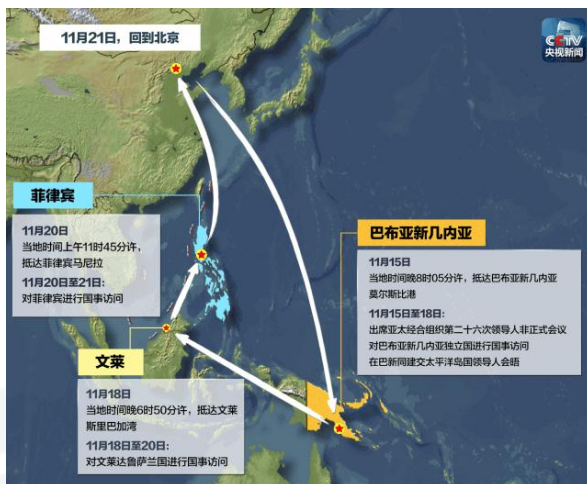 11月21日，回到北京
CCTV
央视新闻
菲律宾
11月20日
当地时间上午11时45分许，
抵达菲律宾马尼拉
11月20日至21日：
对菲律宾进行国事访问
巴布亚新几内亚
11月15日
当地时间晚8时05分许，抵达巴布亚新几内亚
莫尔斯比港
11月15日至18日：
出席亚太经合组织第二十六次领导人非正式会议
对巴布亚新几内亚独立国进行国事访问
在巴新同建交太平洋岛国领导人会晤
文莱
11月18日
当地时间晚6时50分许，抵达文莱
斯里巴加湾
11月18日至20日：
对文莱达鲁萨兰国进行国事访问